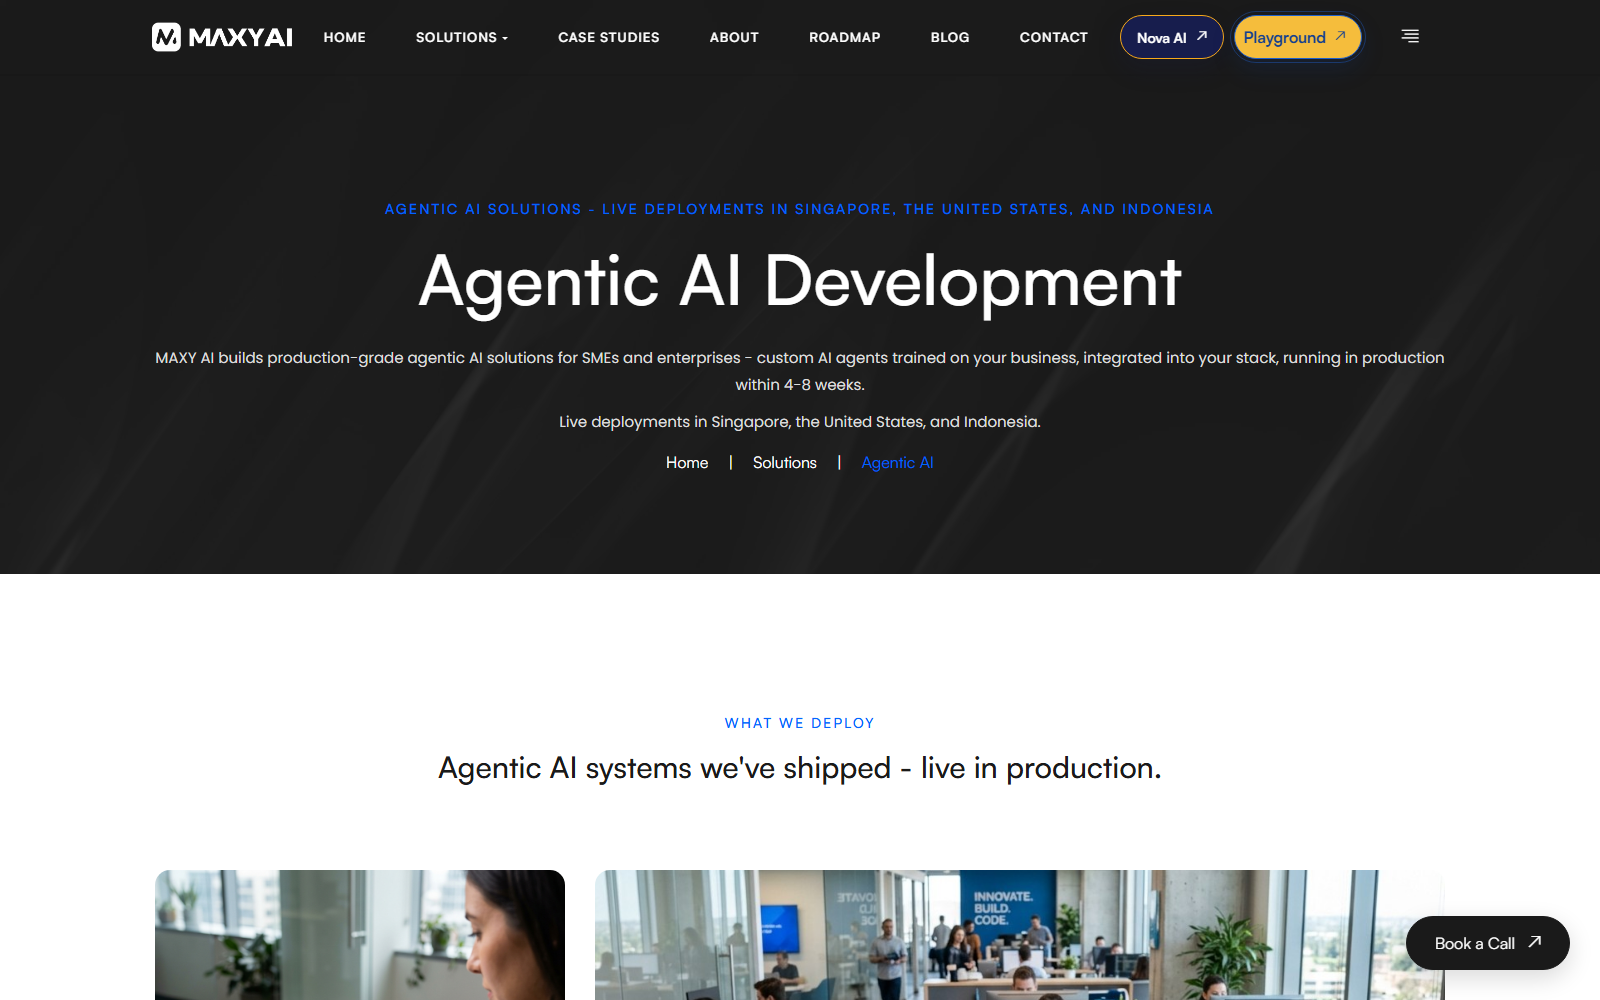 MAXYAI
HOME
SOLUTIONS
CASE STUDIES
ABOUT
ROADMAP
BLOG
CONTACT
Nova AI
Playground
AGENTIC AI SOLUTIONS - LIVE DEPLOYMENTS IN SINGAPORE, THE UNITED STATES, AND INDONESIA
Agentic AI Development
MAXY AI builds production-grade agentic AI solutions for SMEs and enterprises - custom AI agents trained on your business, integrated into your stack, running in production
within 4-8 weeks.
Live deployments in Singapore, the United States, and Indonesia.
Home | Solutions | Agentic AI
WHAT WE DEPLOY
Agentic AI systems we've shipped - live in production.
INNOVATE.
BUILD.
CODE.
Book a Call